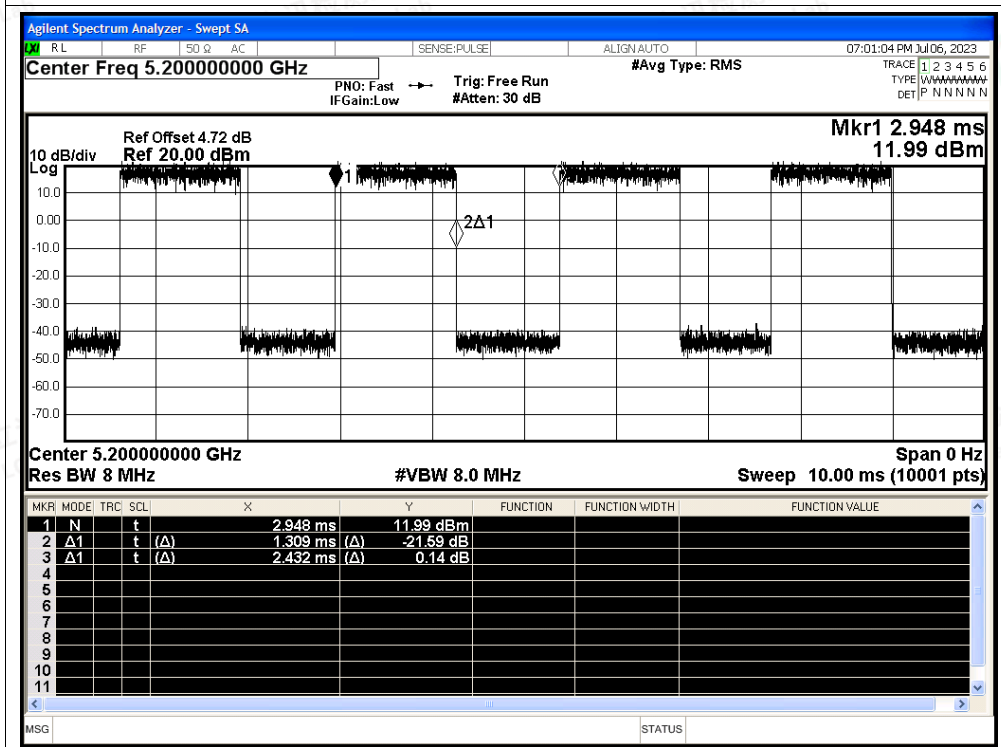 Agilent Spectrum Analyzer - Swept SA
LXI RL RF 50 Ω AC SENSE:PULSE ALIGN AUTO 07:01:04 PM Jul 06, 2023
Center Freq 5.200000000 GHz #Avg Type: RMS TRACE 1 2 3 4 5 6
PNO: Fast Trig: Free Run TYPE WWWWWW
IFGain:Low #Atten: 30 dB DET P N N N N N
Mkr1 2.948 ms
Ref Offset 4.72 dB
10 dB/div Ref 20.00 dBm 11.99 dBm
Log
1
10.0
0.00
2Δ1
-10.0
-20.0
-30.0
-40.0
-50.0
-60.0
-70.0
Center 5.200000000 GHz Span 0 Hz
Res BW 8 MHz #VBW 8.0 MHz Sweep 10.00 ms (10001 pts)
MKR MODE TRC SCL X Y FUNCTION FUNCTION WIDTH FUNCTION VALUE
1 N t 2.948 ms 11.99 dBm
2 Δ1 t (Δ) 1.309 ms (Δ) -21.59 dB
3 Δ1 t (Δ) 2.432 ms (Δ) 0.14 dB
4
5
6
7
8
9
10
11
MSG STATUS